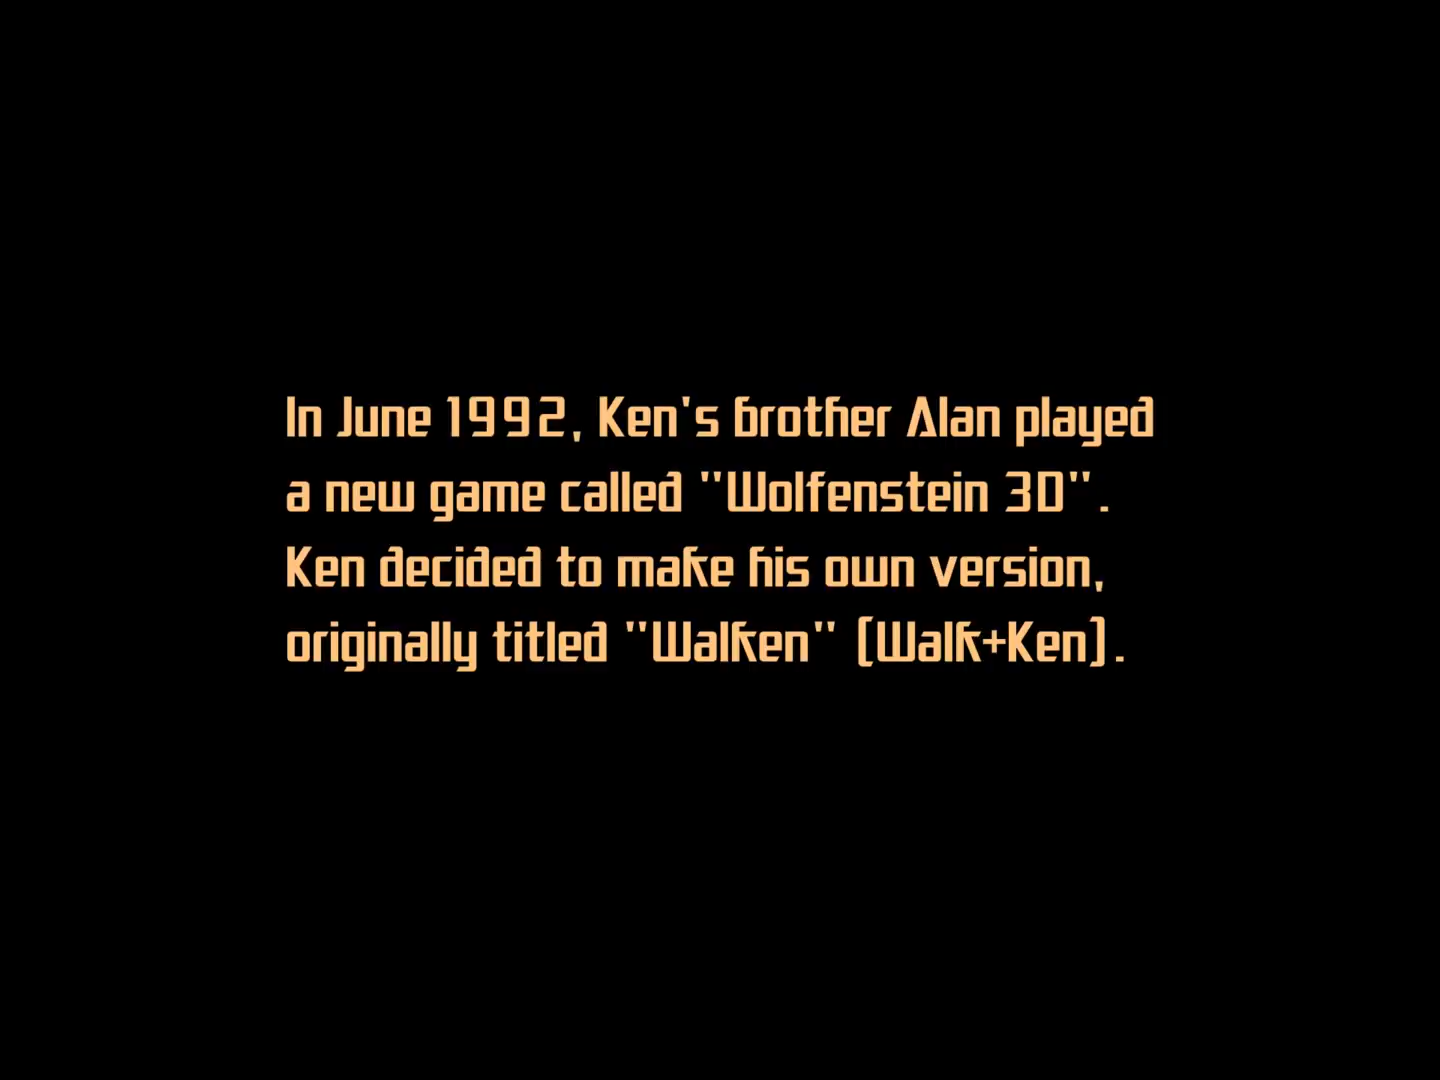 In June 1992, Ken's brother Alan played
a new game called "Wolfenstein 3D".
Ken decided to make his own version,
originally titled "Walken" (Walk+Ken).